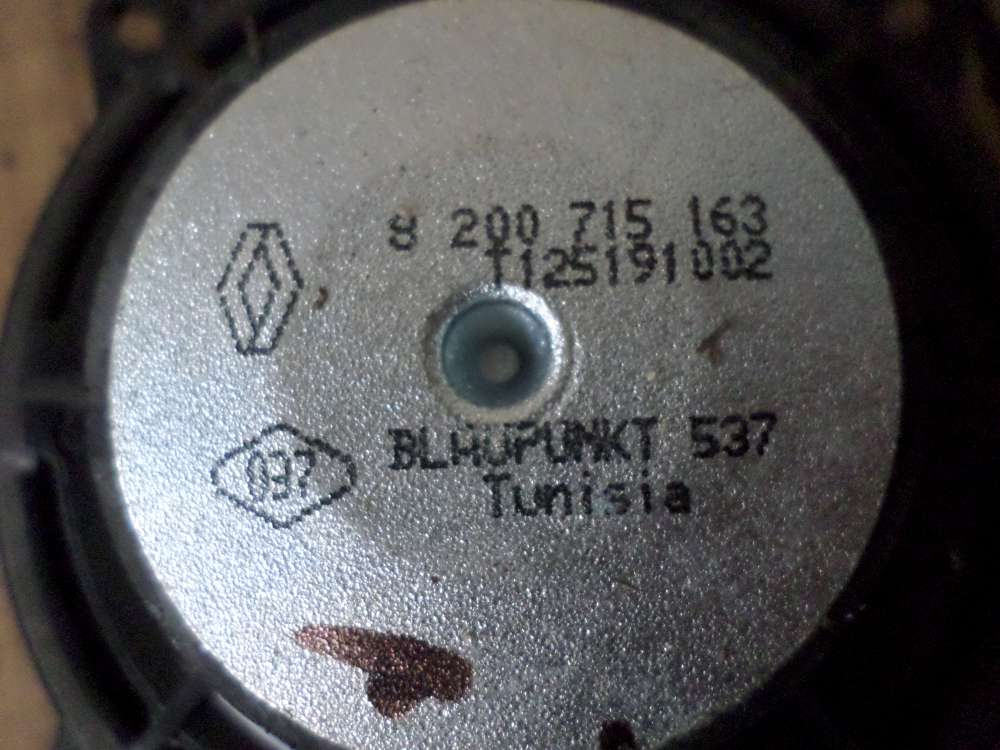 8 200 715 163
T125191002
037
BLAUPUNKT 537
Tunisia